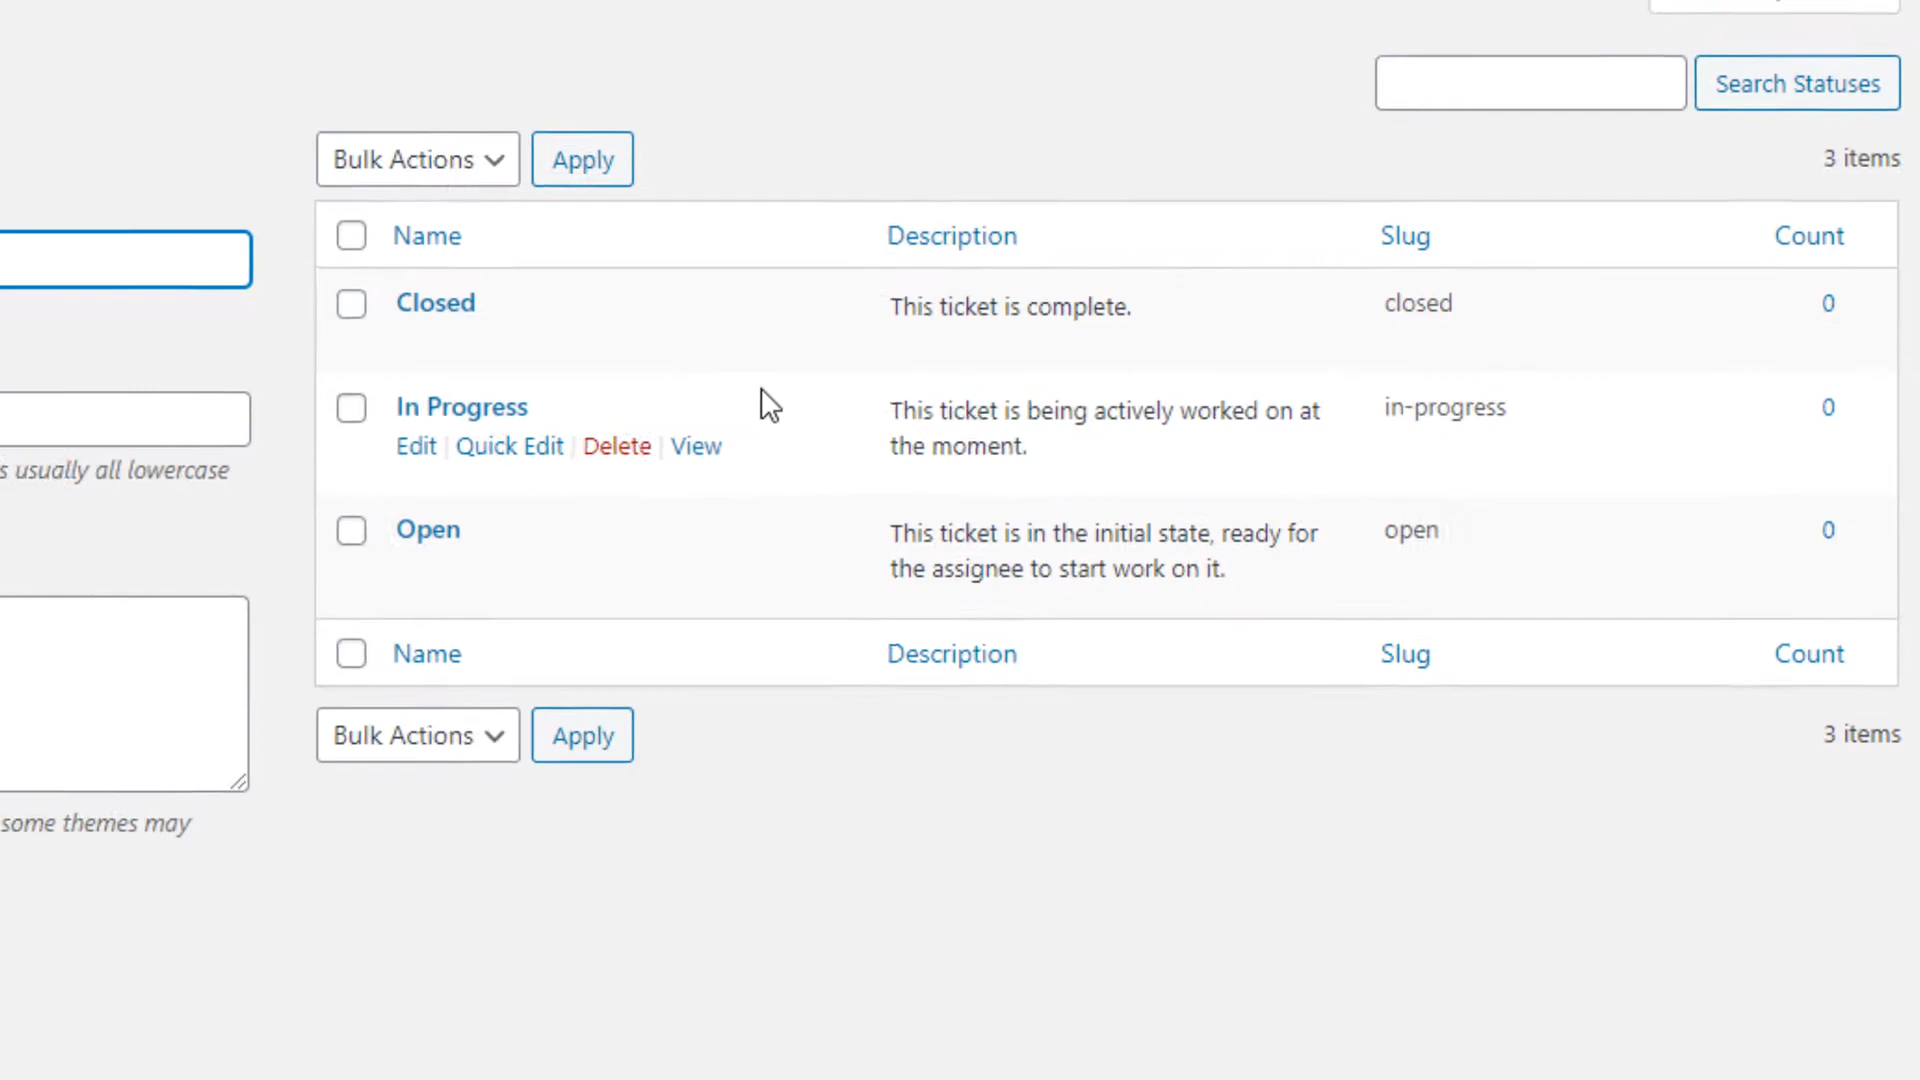 Search Statuses
Bulk Actions Apply
3 items
Name Description Slug Count
Closed This ticket is complete. closed 0
In Progress This ticket is being actively worked on at in-progress 0
Edit | Quick Edit | Delete | View the moment.
Open This ticket is in the initial state, ready for open 0
the assignee to start work on it.
Name Description Slug Count
Bulk Actions Apply
3 items
s usually all lowercase
some themes may